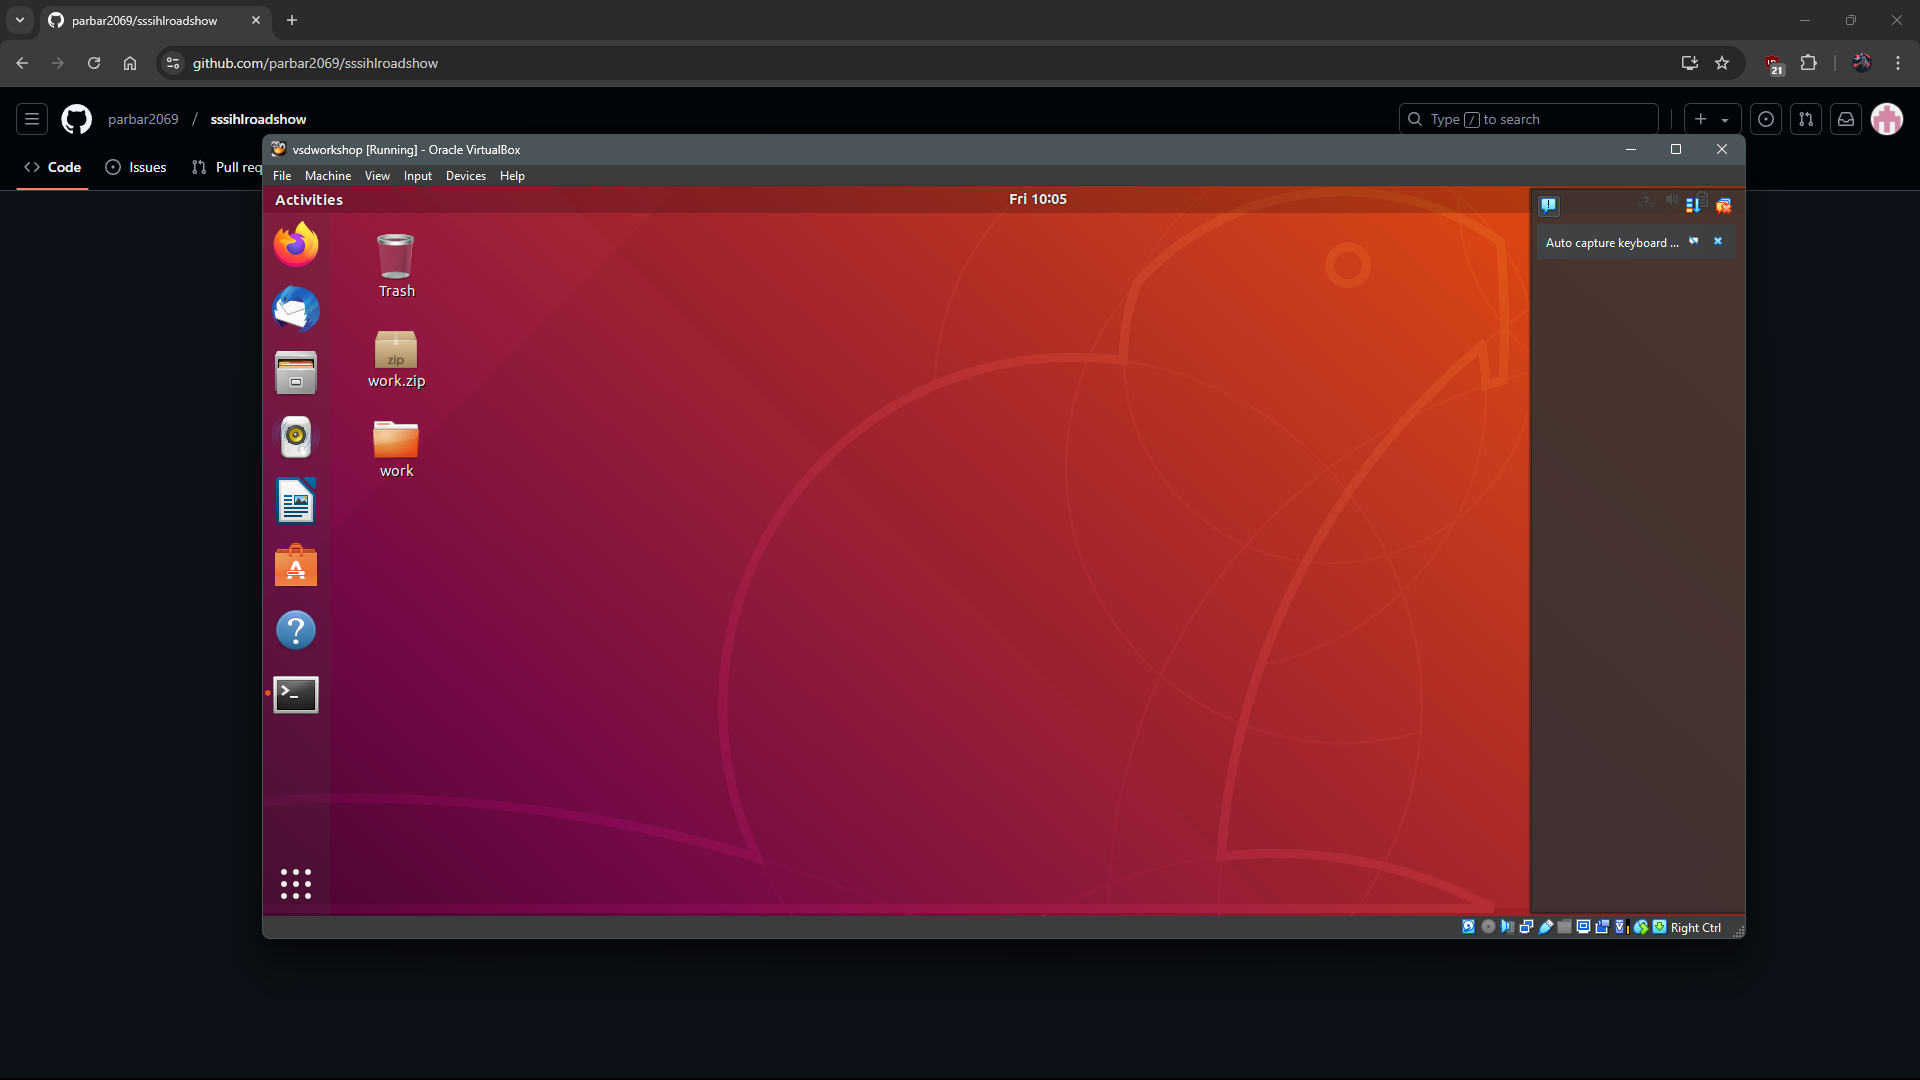 parbar2069/sssihlroadshow
github.com/parbar2069/sssihlroadshow
21
parbar2069 / sssihlroadshow
Type / to search
Code Issues Pull req
vsdworkshop [Running] - Oracle VirtualBox
File Machine View Input Devices Help
Activities
Fri 10:05
Auto capture keyboard ...
Trash
zip
work.zip
work
Right Ctrl